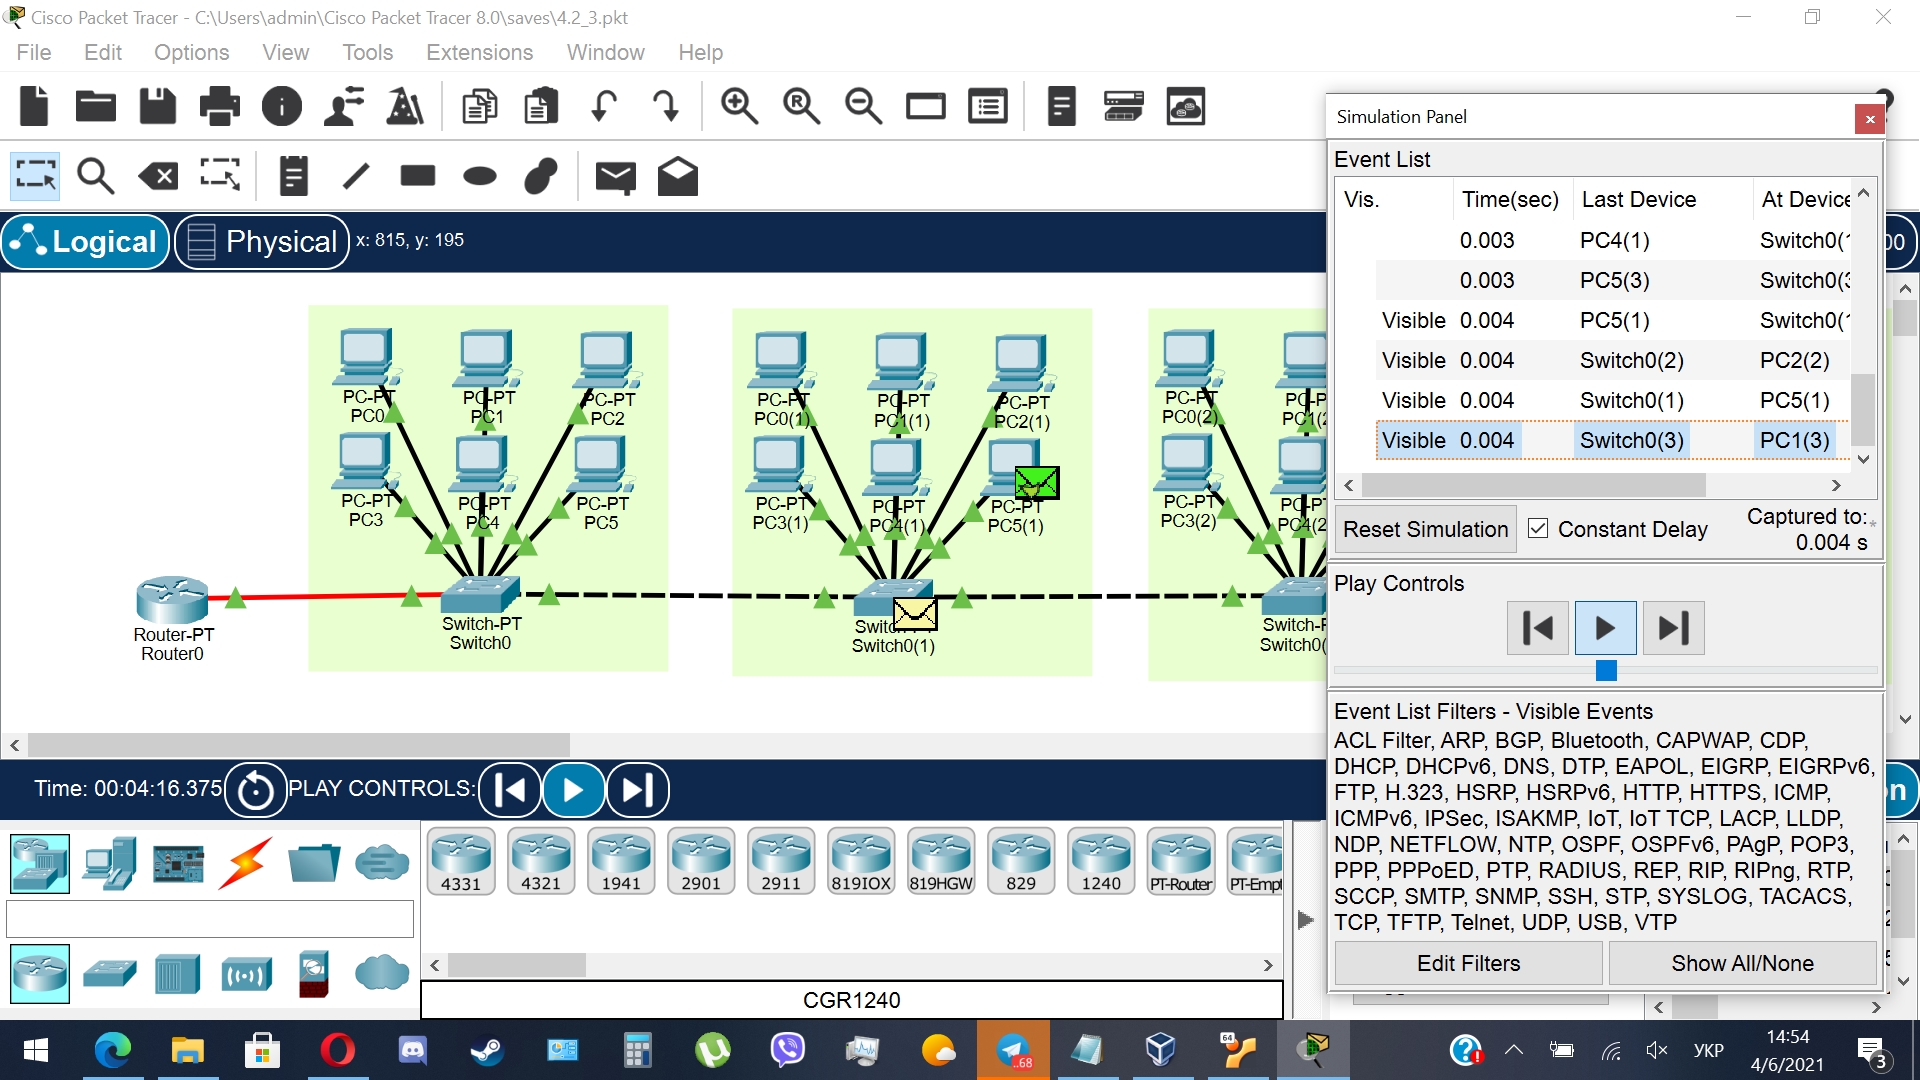 Cisco Packet Tracer - C:\Users\admin\Cisco Packet Tracer 8.0\saves\4.2_3.pkt
File Edit Options View Tools Extensions Window Help
Logical Physical x: 815, y: 195
PC-PT
PC0
PC-PT
PC1
PC-PT
PC2
PC-PT
PC3
PC-PT
PC4
PC-PT
PC5
Router-PT
Router0
Switch-PT
Switch0
PC-PT
PC0(1)
PC-PT
PC1(1)
PC-PT
PC2(1)
PC-PT
PC3(1)
PC-PT
PC4(1)
PC-PT
PC5(1)
Switch0(1)
PC-PT
PC0(2)
PC-PT
PC3(2)
Simulation Panel
Event List
Vis. Time(sec) Last Device At Device
0.003 PC4(1) Switch0(1
0.003 PC5(3) Switch0(3
Visible 0.004 PC5(1) Switch0(1
Visible 0.004 Switch0(2) PC2(2)
Visible 0.004 Switch0(1) PC5(1)
Visible 0.004 Switch0(3) PC1(3)
Reset Simulation Constant Delay Captured to: *
0.004 s
Play Controls
Event List Filters - Visible Events
ACL Filter, ARP, BGP, Bluetooth, CAPWAP, CDP,
DHCP, DHCPv6, DNS, DTP, EAPOL, EIGRP, EIGRPv6,
FTP, H.323, HSRP, HSRPv6, HTTP, HTTPS, ICMP,
ICMPv6, IPSec, ISAKMP, IoT, IoT TCP, LACP, LLDP,
NDP, NETFLOW, NTP, OSPF, OSPFv6, PAgP, POP3,
PPP, PPPoED, PTP, RADIUS, REP, RIP, RIPng, RTP,
SCCP, SMTP, SNMP, SSH, STP, SYSLOG, TACACS,
TCP, TFTP, Telnet, UDP, USB, VTP
Edit Filters Show All/None
Time: 00:04:16.375 PLAY CONTROLS:
4331 4321 1941 2901 2911 819IOX 819HGW 829 1240 PT-Router PT-Empt
CGR1240
64
..68
УКР
14:54
4/6/2021
3